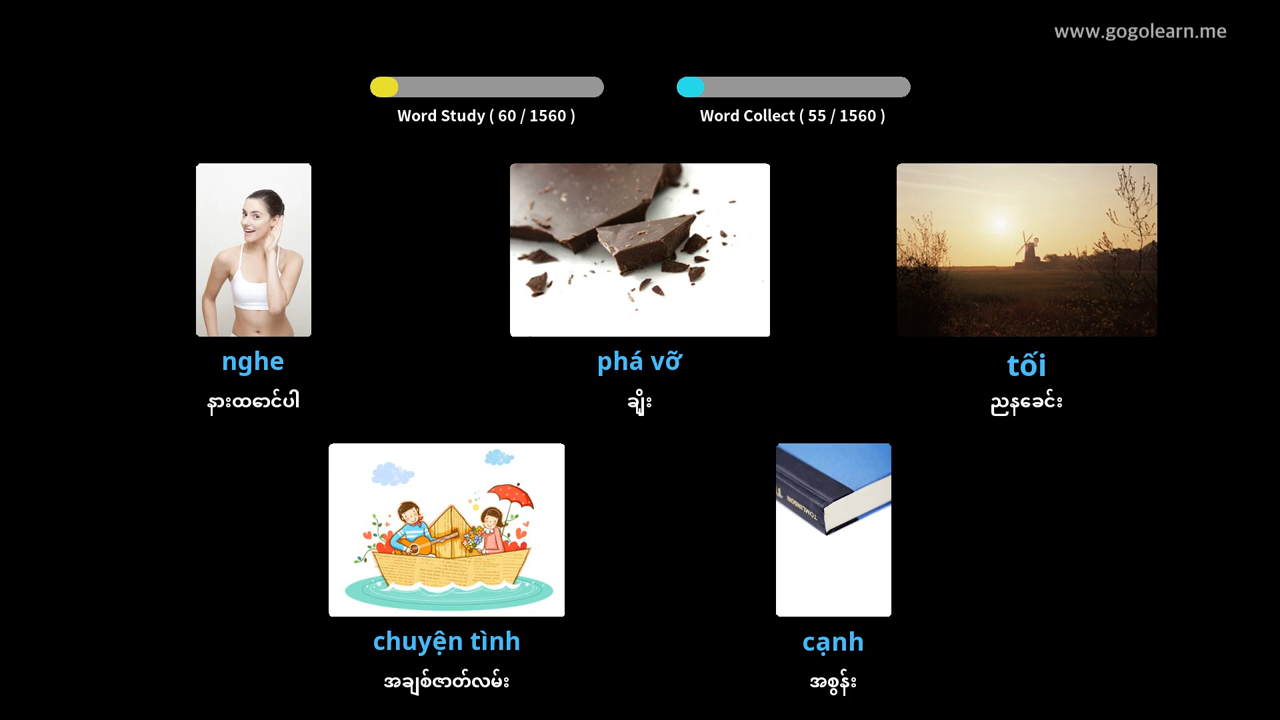 www.gogolearn.me
Word Study ( 60 / 1560 )
Word Collect ( 55 / 1560 )
nghe
နားထောင်ပါ
phá vỡ
ချိုး
tối
ညနခေင်း
chuyện tình
အချစ်ဇာတ်လမ်း
cạnh
အစွန်း
TOMLINSON